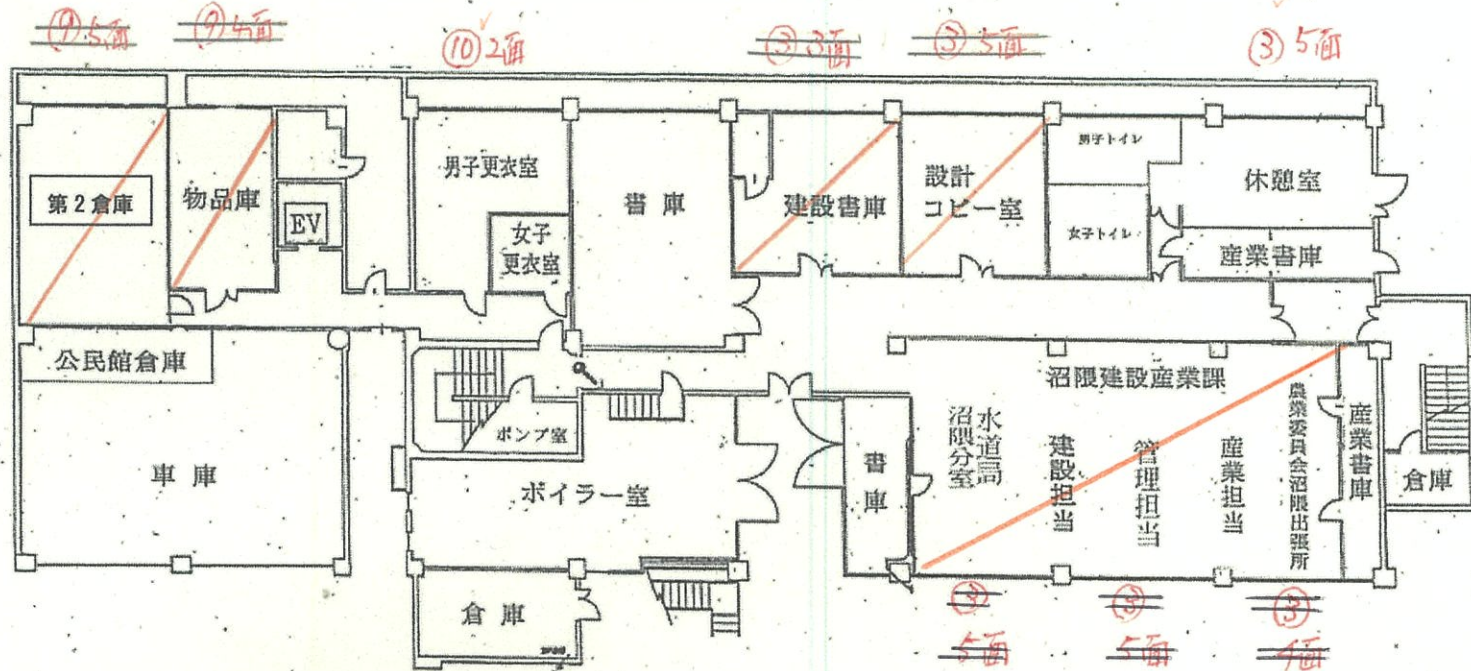 ⑨5面
⑨4面
⑩2面
③3面
③5面
③5面
第2倉庫
物品庫
EV
男子更衣室
女子
更衣室
書庫
建設書庫
設計
コピー室
男子トイレ
女子トイレ
休憩室
産業書庫
公民館倉庫
車庫
ポンプ室
ボイラー室
倉庫
書庫
沼隈建設産業課
水道局
沼隈分室
建設担当
管理担当
産業担当
農業委員会沼隈出張所
産業書庫
倉庫
③
5面
③
5面
③
4面